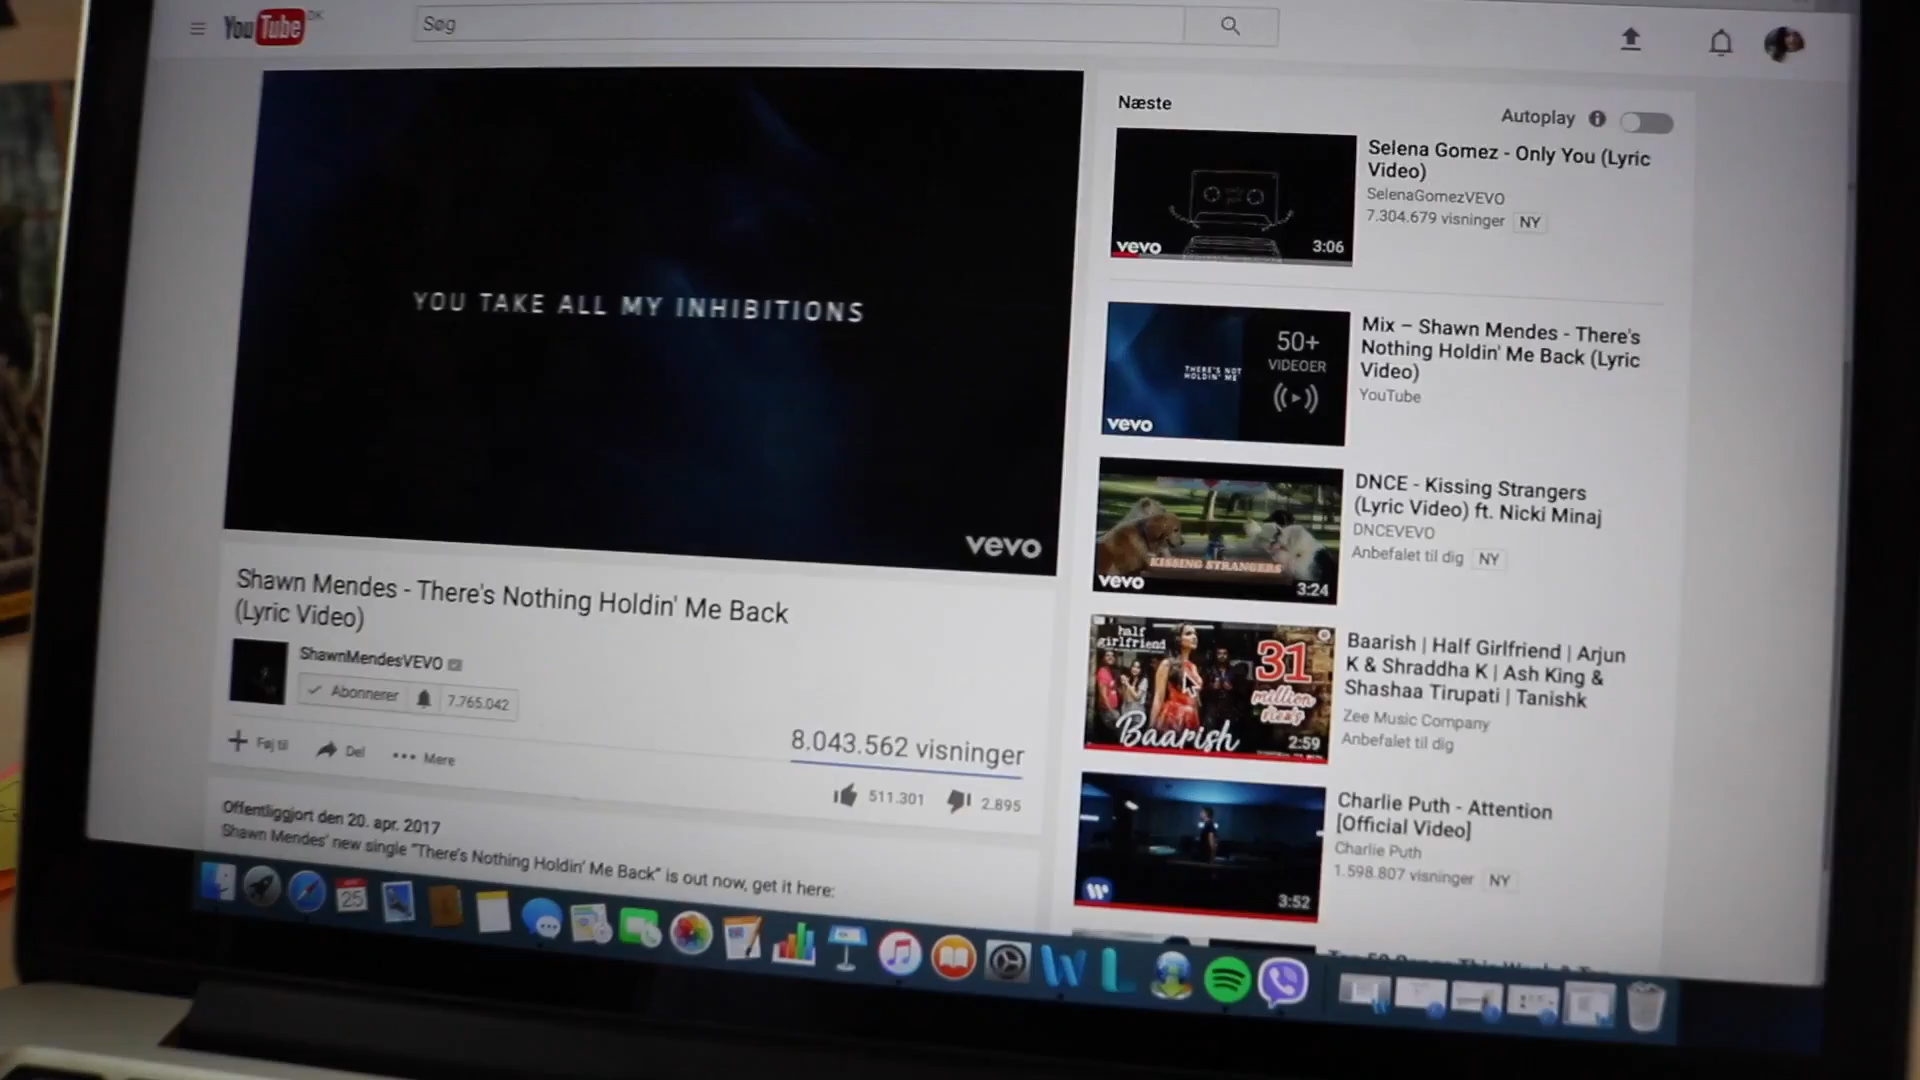 YouTube DK
Søg
YOU TAKE ALL MY INHIBITIONS
vevo
Shawn Mendes - There's Nothing Holdin' Me Back
(Lyric Video)
ShawnMendesVEVO
Abonnerer 7.765.042
Føj til Del Mere
8.043.562 visninger
511.301 2.895
Offentliggjort den 20. apr. 2017
Shawn Mendes' new single "There's Nothing Holdin' Me Back" is out now, get it here:
Næste
Autoplay
vevo 3:06
Selena Gomez - Only You (Lyric
Video)
SelenaGomezVEVO
7.304.679 visninger NY
THERE'S NOT
HOLDIN' ME
50+
VIDEOER
vevo
Mix – Shawn Mendes - There's
Nothing Holdin' Me Back (Lyric
Video)
YouTube
KISSING STRANGERS
vevo 3:24
DNCE - Kissing Strangers
(Lyric Video) ft. Nicki Minaj
DNCEVEVO
Anbefalet til dig NY
half
girlfriend
31
million
views
Baarish
2:59
Baarish | Half Girlfriend | Arjun
K & Shraddha K | Ash King &
Shashaa Tirupati | Tanishk
Zee Music Company
Anbefalet til dig
3:52
Charlie Puth - Attention
[Official Video]
Charlie Puth
1.598.807 visninger NY
25
W L